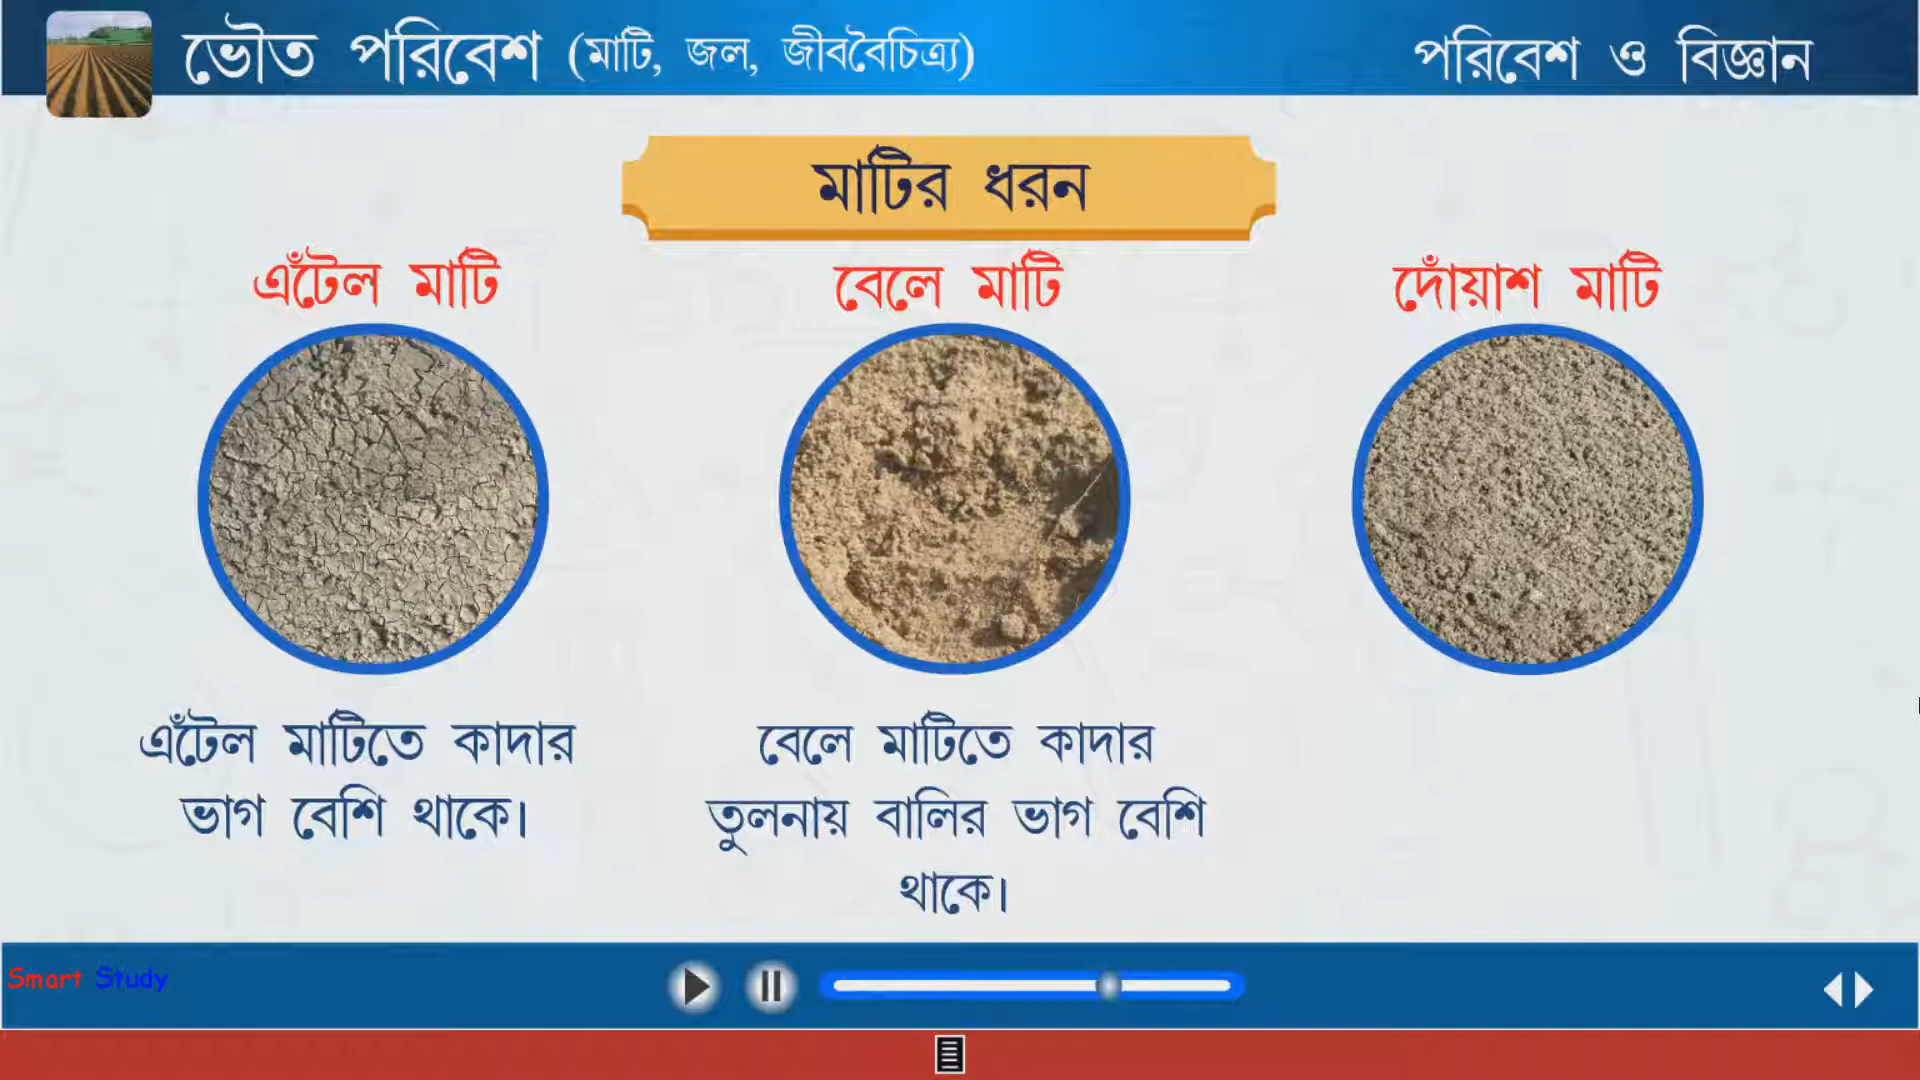 ভৌত পরিবেশ (মাটি, জল, জীববৈচিত্র্য)
পরিবেশ ও বিজ্ঞান
মাটির ধরন
এঁটেল মাটি
বেলে মাটি
দোঁয়াশ মাটি
এঁটেল মাটিতে কাদার
ভাগ বেশি থাকে।
বেলে মাটিতে কাদার
তুলনায় বালির ভাগ বেশি
থাকে।
Smart Study